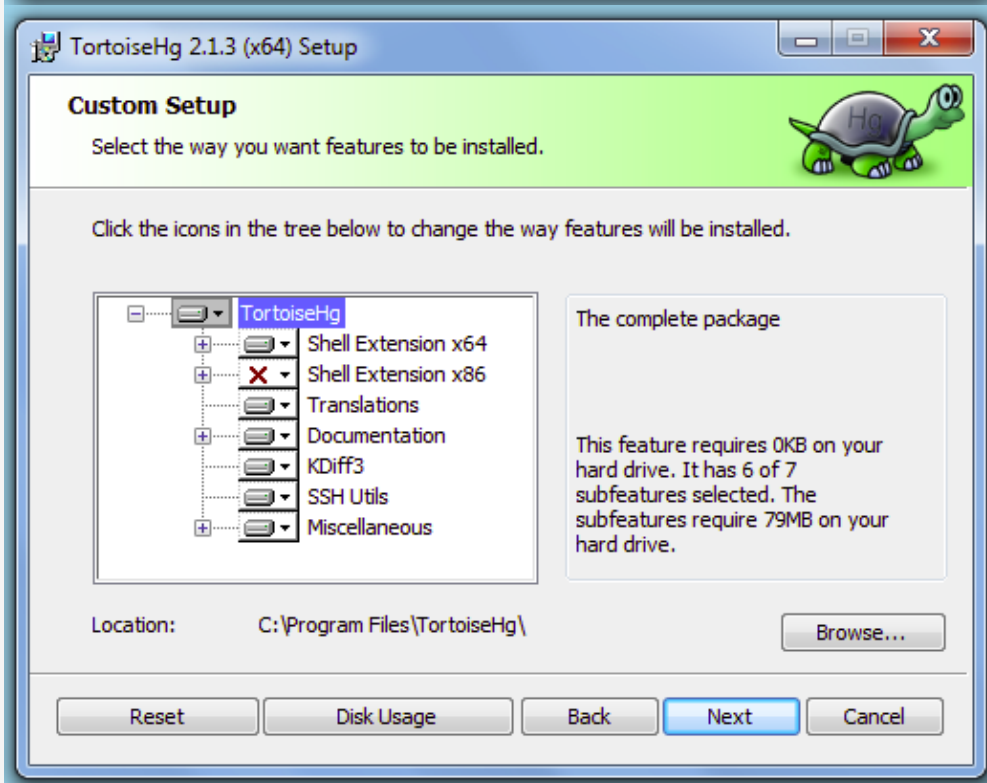 TortoiseHg 2.1.3 (x64) Setup
Custom Setup
Select the way you want features to be installed.
Hg
Click the icons in the tree below to change the way features will be installed.
TortoiseHg
Shell Extension x64
Shell Extension x86
Translations
Documentation
KDiff3
SSH Utils
Miscellaneous
The complete package
This feature requires 0KB on your
hard drive. It has 6 of 7
subfeatures selected. The
subfeatures require 79MB on your
hard drive.
Location: C:\Program Files\TortoiseHg\
Browse...
Reset Disk Usage Back Next Cancel